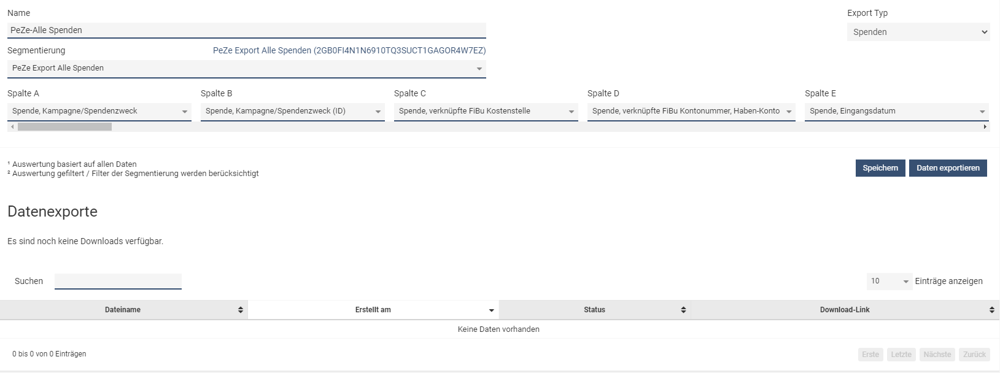 Name
Export Typ
PeZe-Alle Spenden
Spenden
Segmentierung
PeZe Export Alle Spenden (2GB0FI4N1N6910TQ3SUCT1GAGOR4W7EZ)
PeZe Export Alle Spenden
Spalte A
Spalte B
Spalte C
Spalte D
Spalte E
Spende, Kampagne/Spendenzweck
Spende, Kampagne/Spendenzweck (ID)
Spende, verknüpfte FiBu Kostenstelle
Spende, verknüpfte FiBu Kontonummer, Haben-Konto
Spende, Eingangsdatum
¹ Auswertung basiert auf allen Daten
² Auswertung gefiltert / Filter der Segmentierung werden berücksichtigt
Speichern
Daten exportieren
Datenexporte
Es sind noch keine Downloads verfügbar.
Suchen
10
Einträge anzeigen
Dateiname
Erstellt am
Status
Download-Link
Keine Daten vorhanden
0 bis 0 von 0 Einträgen
Erste
Letzte
Nächste
Zurück